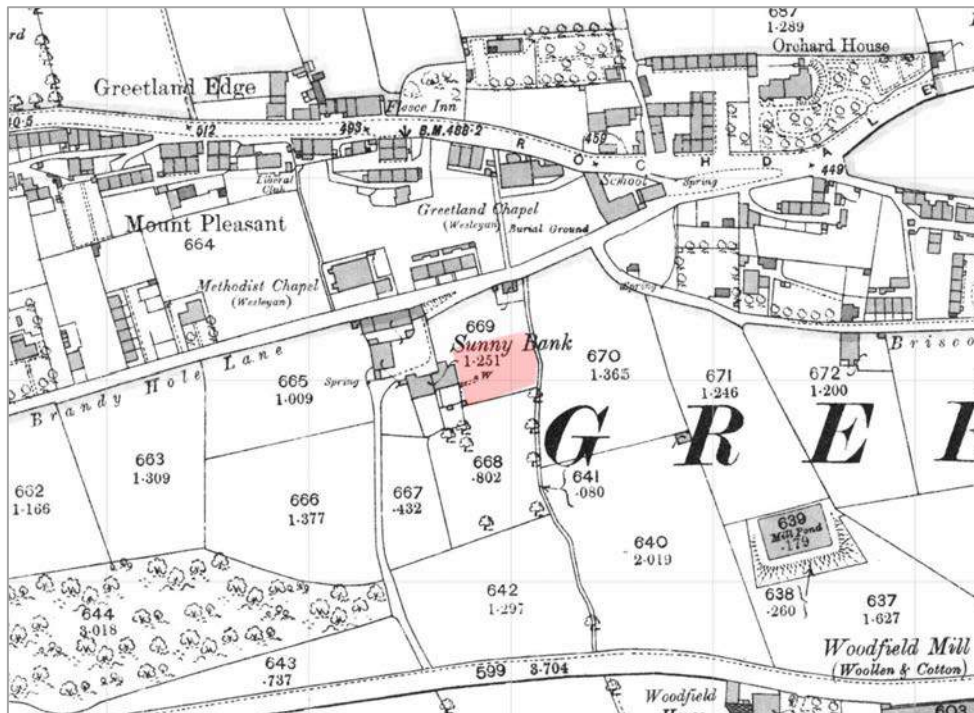 687
1·289
Orchard House
Greetland Edge
Fleece Inn
512
493
B.M. 488·2
459
R O C H D A L E
449
Liberal
Club
School
Spring
Greetland Chapel
(Wesleyan) Burial Ground
Mount Pleasant
664
Methodist Chapel
(Wesleyan)
Spring
669
Sunny Bank
1·251
W
670
1·365
671
1·246
672
1·200
Brisco
Brandy Hole Lane
665
1·009
Spring
G R E
663
1·309
662
1·166
666
1·377
667
·432
668
·802
641
·080
639
Mill Pond
·179
640
2·019
638
·260
637
1·627
642
1·297
644
3·018
643
·737
599 3·704
Woodfield Mill
(Woollen & Cotton)
Woodfield
603